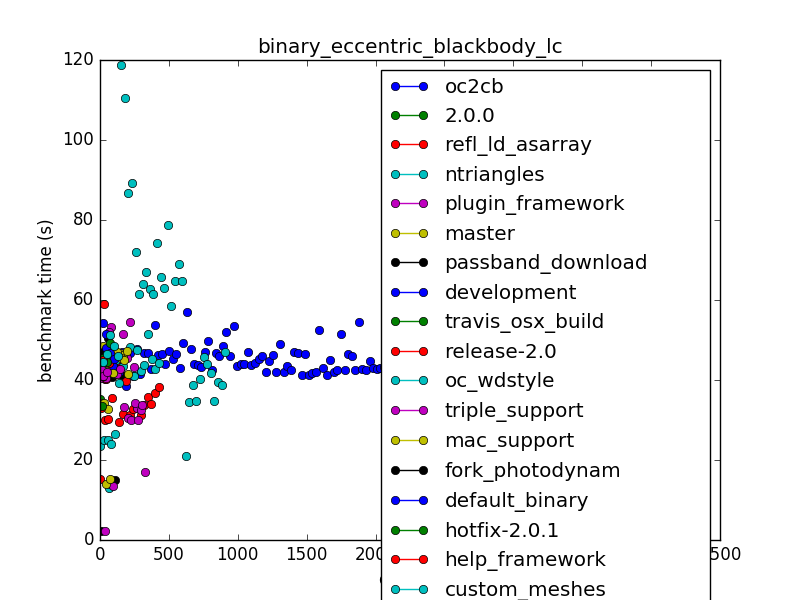 binary_eccentric_blackbody_lc
benchmark time (s)
120
100
80
60
40
20
0
0
500
1000
oc2cb
2.0.0
refl_ld_asarray
ntriangles
plugin_framework
master
passband_download
development
travis_osx_build
release-2.0
oc_wdstyle
triple_support
mac_support
fork_photodynam
default_binary
hotfix-2.0.1
help_framework
custom_meshes